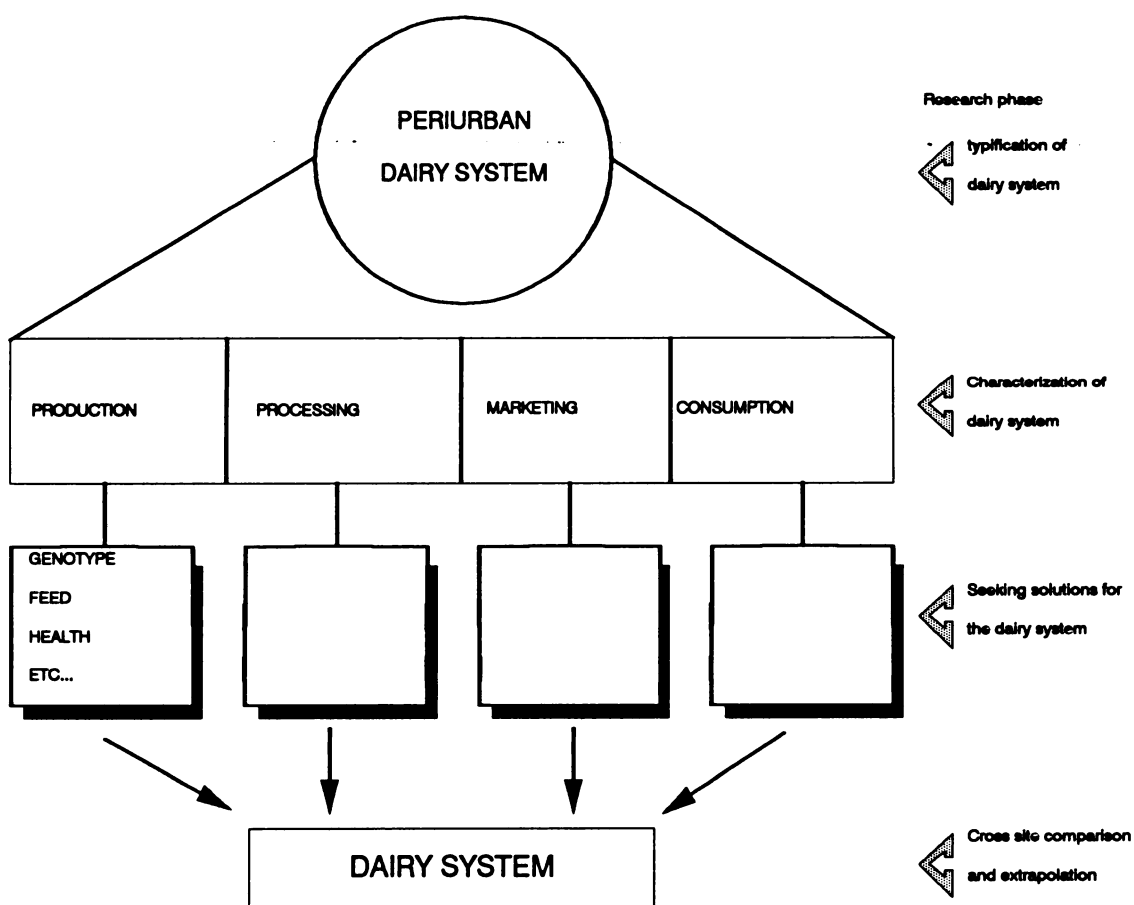 PERIURBAN
DAIRY SYSTEM
Research phase
typification of
dairy system
PRODUCTION
PROCESSING
MARKETING
CONSUMPTION
Characterization of
dairy system
GENOTYPE
FEED
HEALTH
ETC...
Seeking solutions for
the dairy system
DAIRY SYSTEM
Cross site comparison
and extrapolation